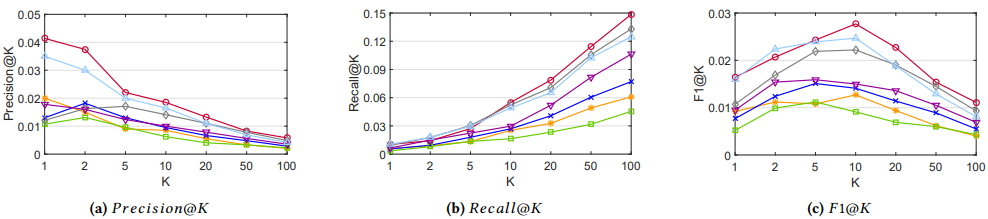 Precision@K
0.05
0.04
0.03
0.02
0.01
0
1 2 5 10 20 50 100
K
(a) Precision@K
Recall@K
0.15
0.12
0.09
0.06
0.03
0
1 2 5 10 20 50 100
K
(b) Recall@K
F1@K
0.03
0.02
0.01
0
1 2 5 10 20 50 100
K
(c) F1@K